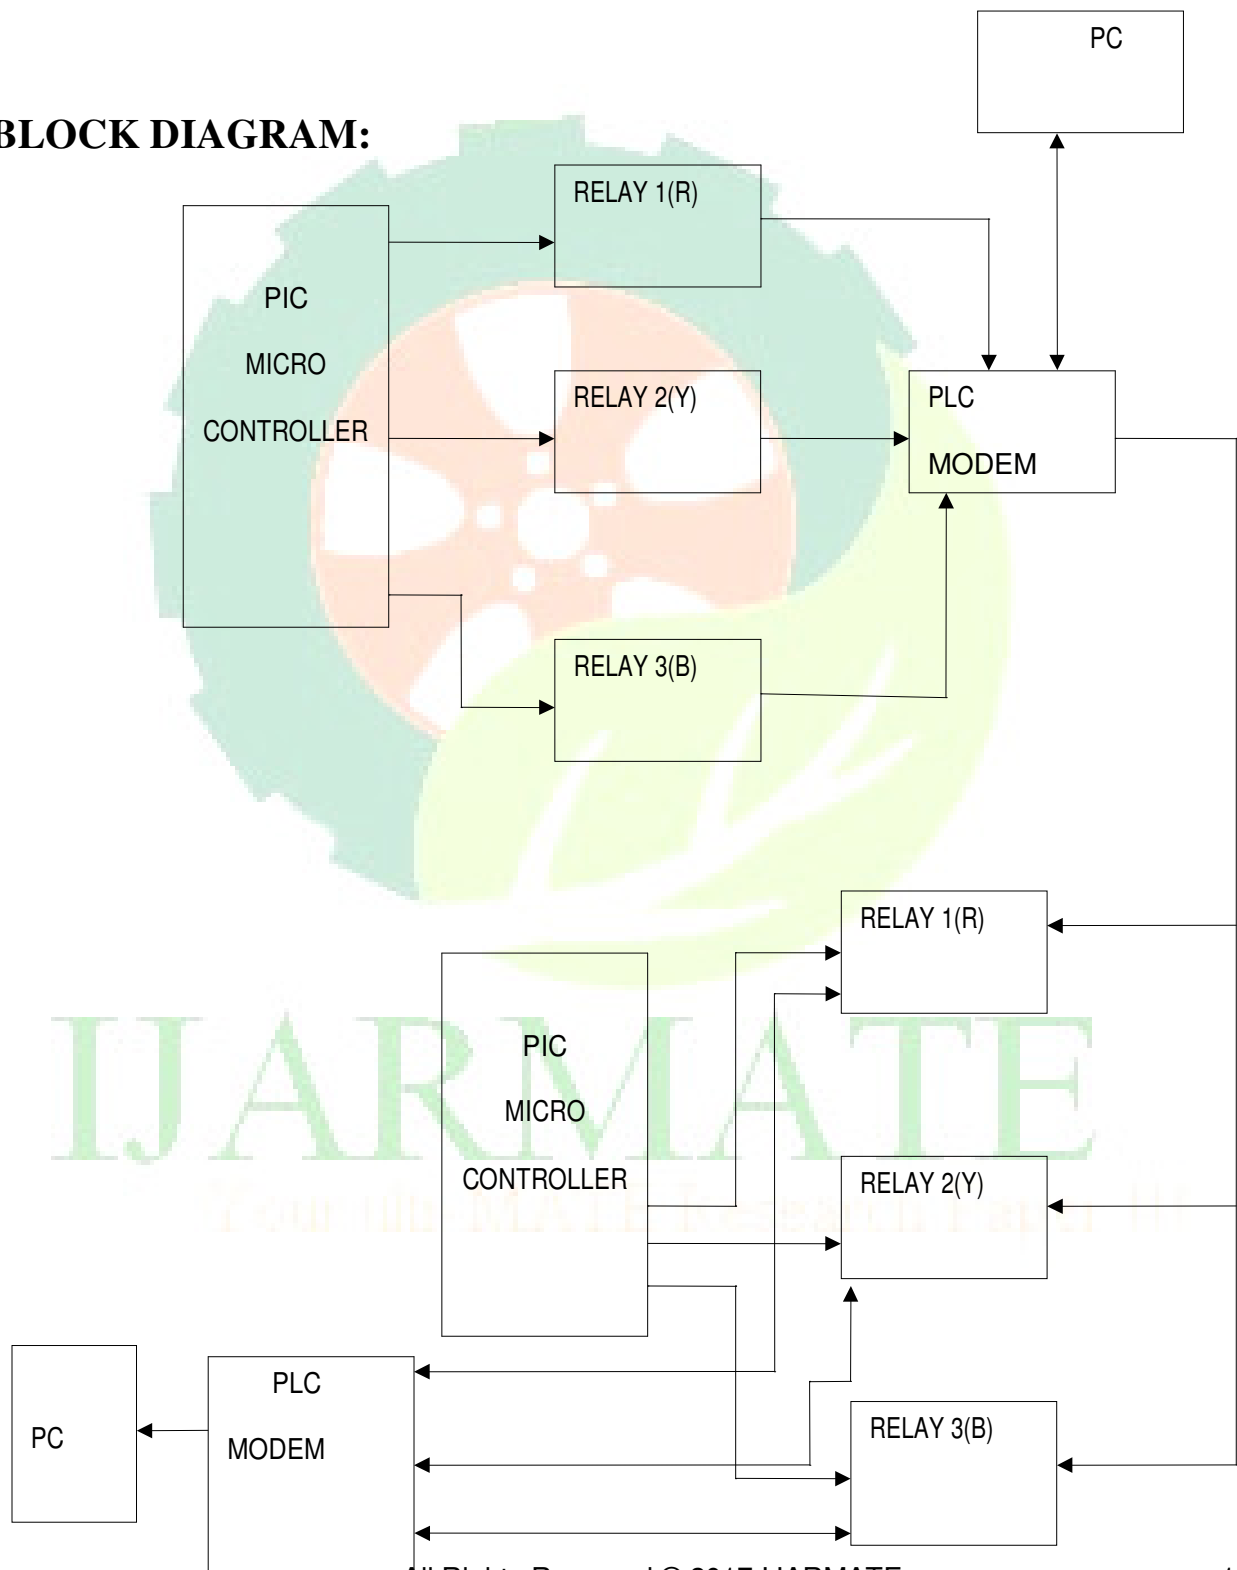 PC
BLOCK DIAGRAM:
RELAY 1(R)
PIC
MICRO
CONTROLLER
RELAY 2(Y)
PLC
MODEM
RELAY 3(B)
RELAY 1(R)
PIC
MICRO
CONTROLLER
IJARMATE
RELAY 2(Y)
PLC
MODEM
PC
RELAY 3(B)